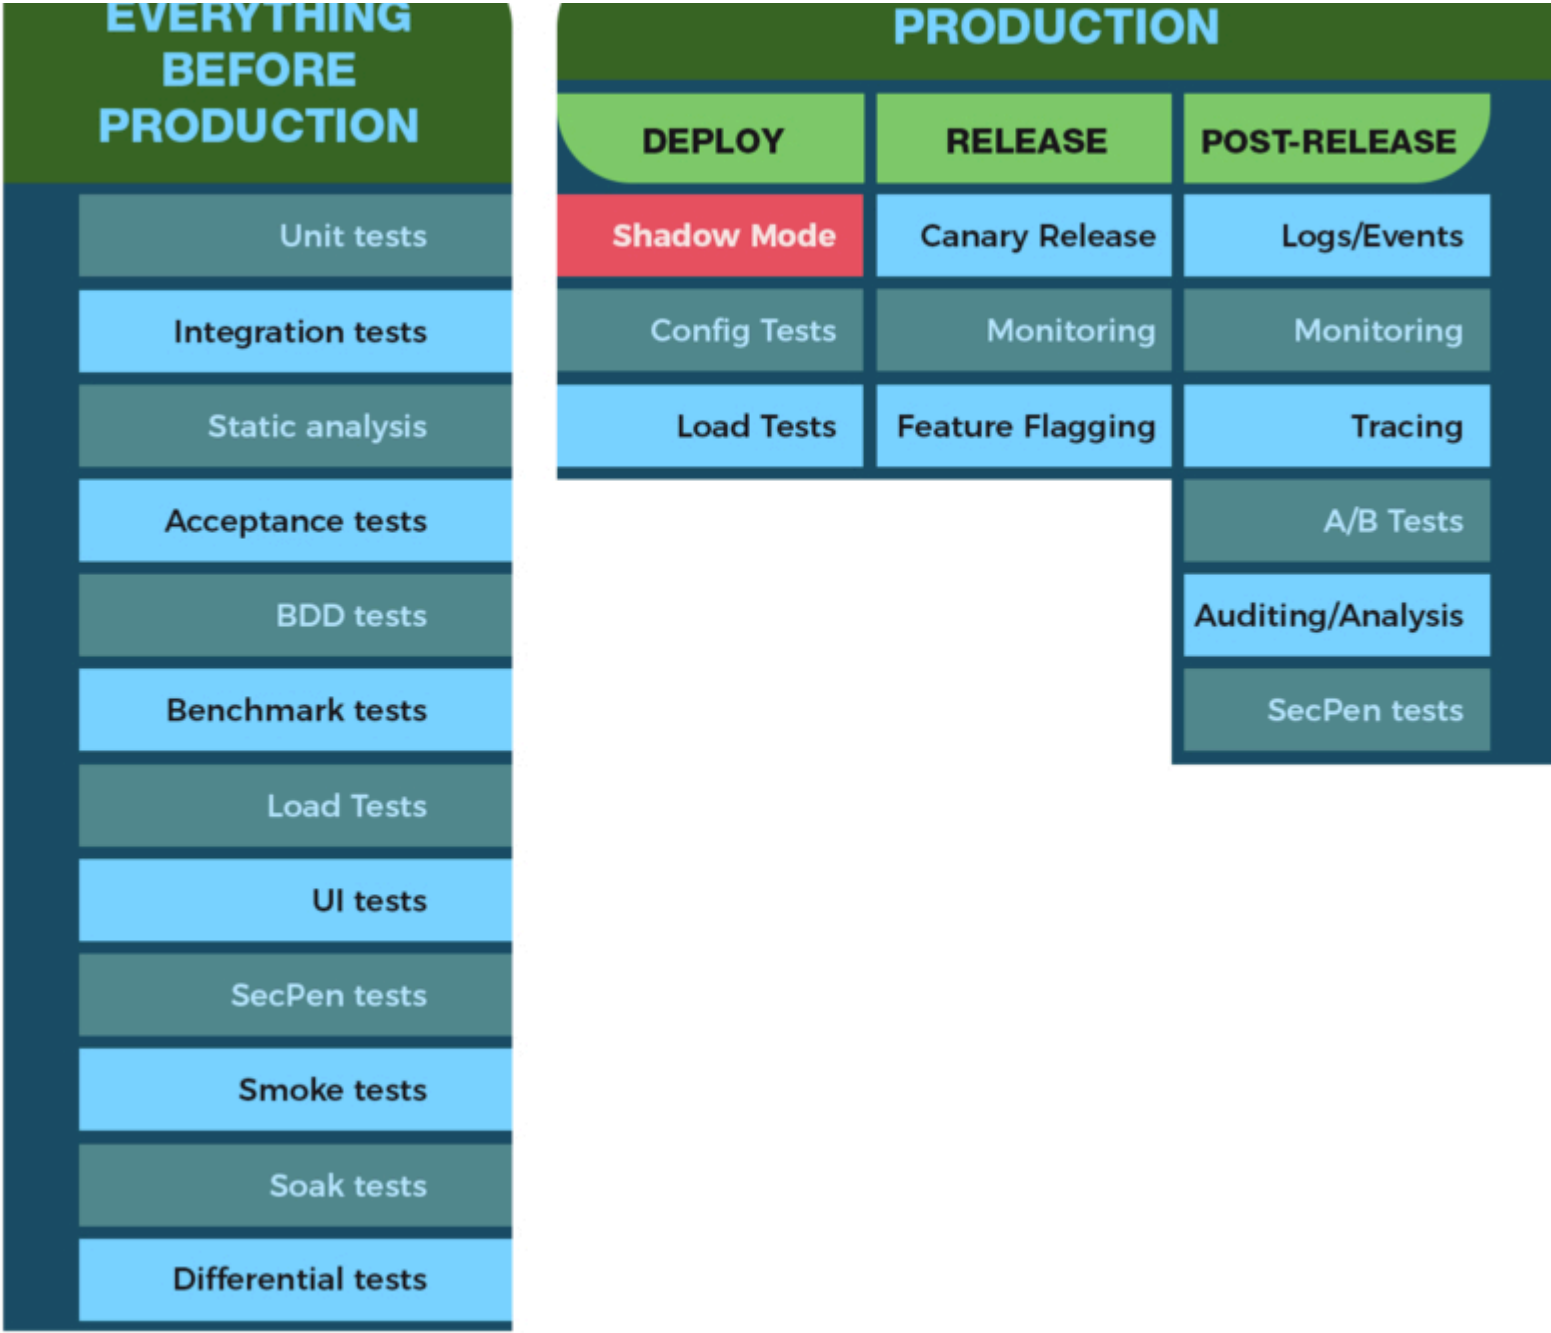 EVERYTHING
BEFORE
PRODUCTION
Unit tests
Integration tests
Static analysis
Acceptance tests
BDD tests
Benchmark tests
Load Tests
UI tests
SecPen tests
Smoke tests
Soak tests
Differential tests
PRODUCTION
DEPLOY
Shadow Mode
Config Tests
Load Tests
RELEASE
Canary Release
Monitoring
Feature Flagging
POST-RELEASE
Logs/Events
Monitoring
Tracing
A/B Tests
Auditing/Analysis
SecPen tests